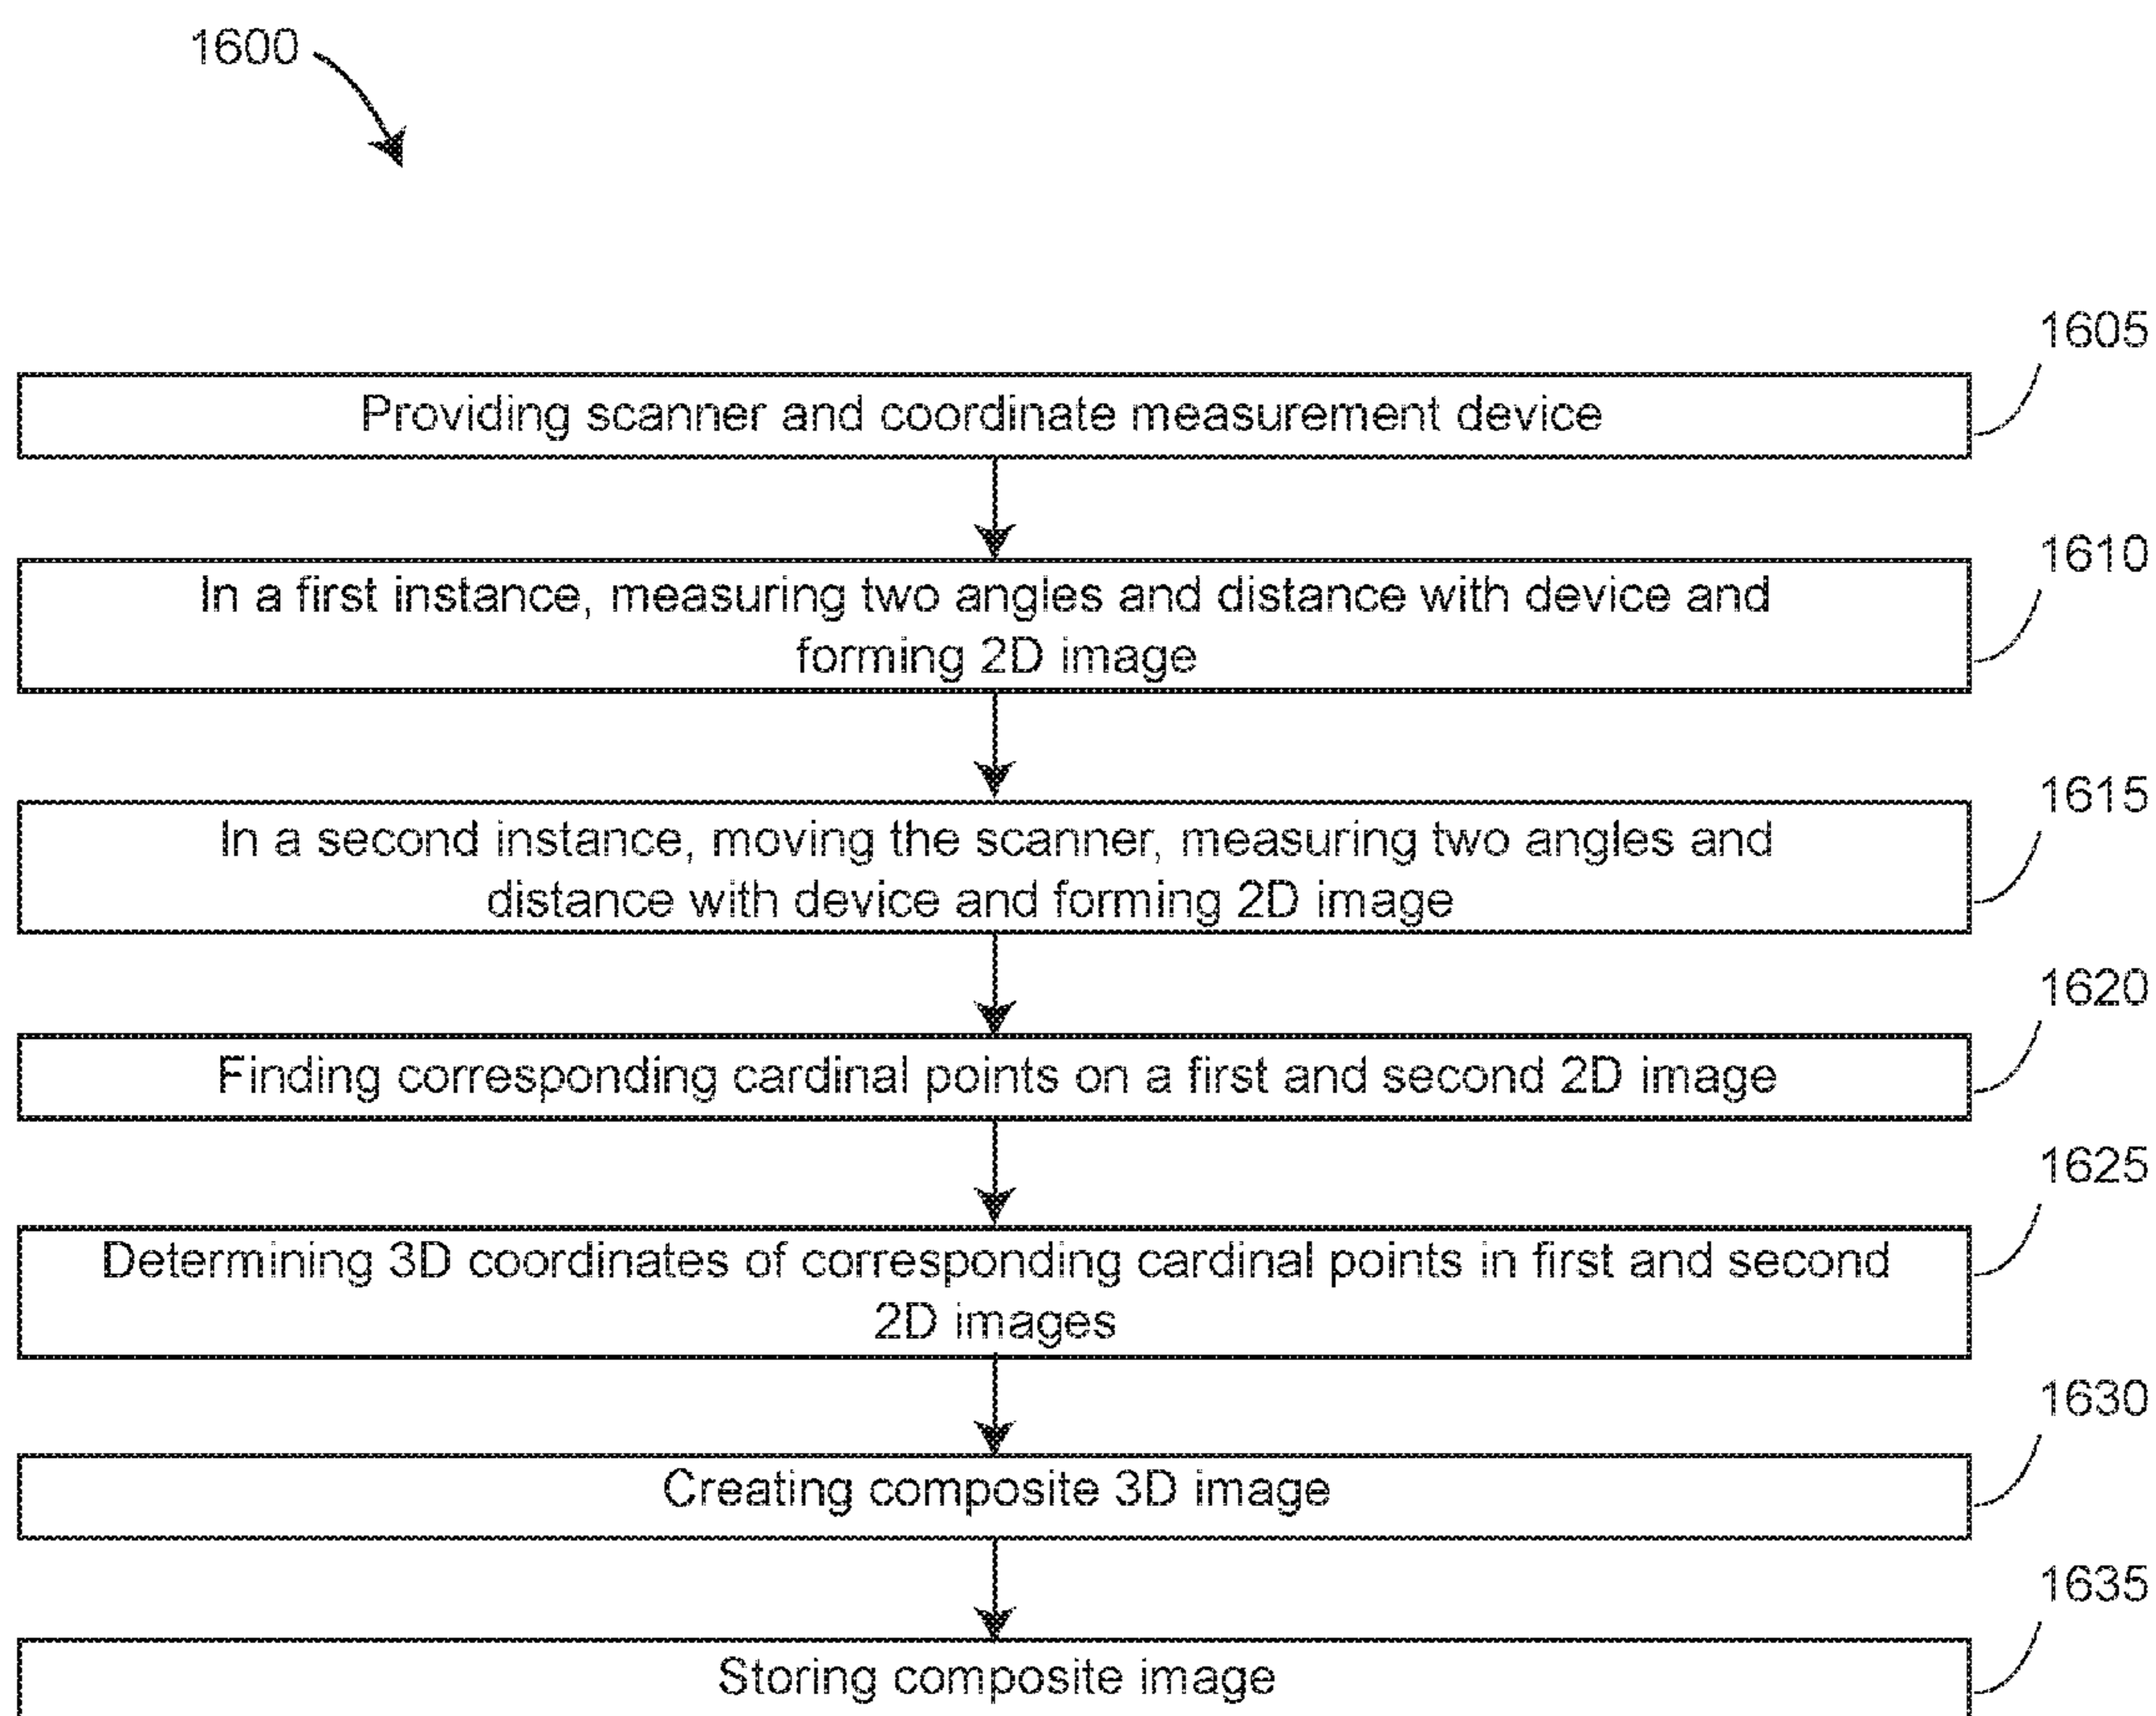 1600
1605
Providing scanner and coordinate measurement device
1610
In a first instance, measuring two angles and distance with device and
forming 2D image
1615
In a second instance, moving the scanner, measuring two angles and
distance with device and forming 2D image
1620
Finding corresponding cardinal points on a first and second 2D image
1625
Determining 3D coordinates of corresponding cardinal points in first and second
2D images
1630
Creating composite 3D image
1635
Storing composite image